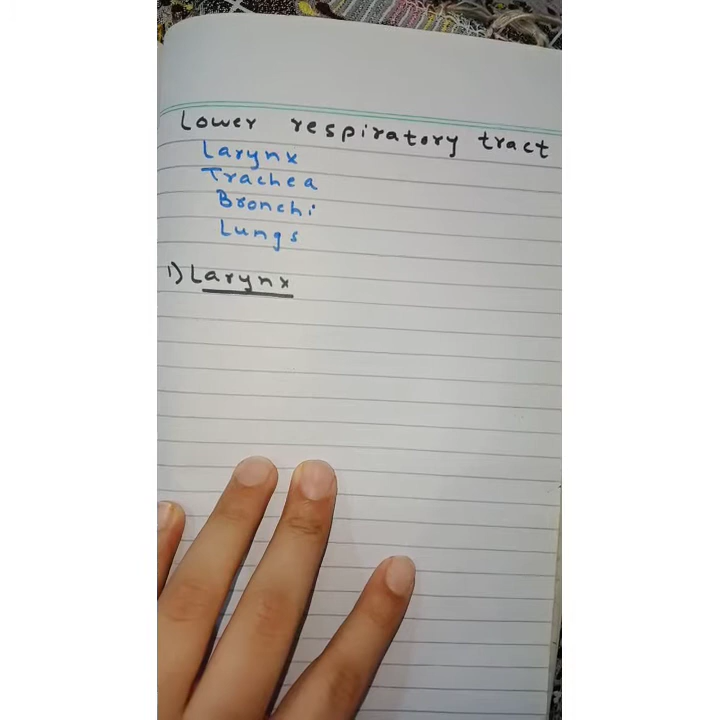 Lower respiratory tract
Larynx
Trachea
Bronchi
Lungs
1) Larynx